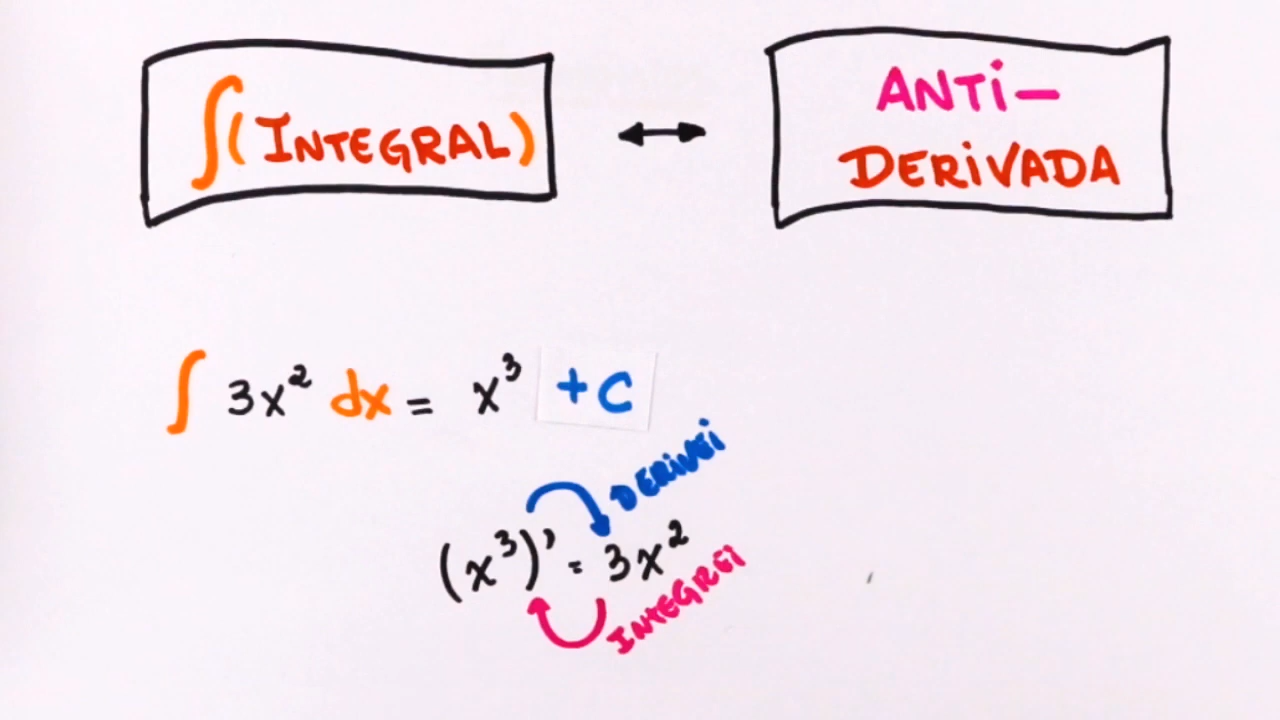 ∫(INTEGRAL) ↔ ANTI-
DERIVADA
∫ 3x² dx = x³ + C
DERIVEI
(x³)' = 3x²
INTEGREI